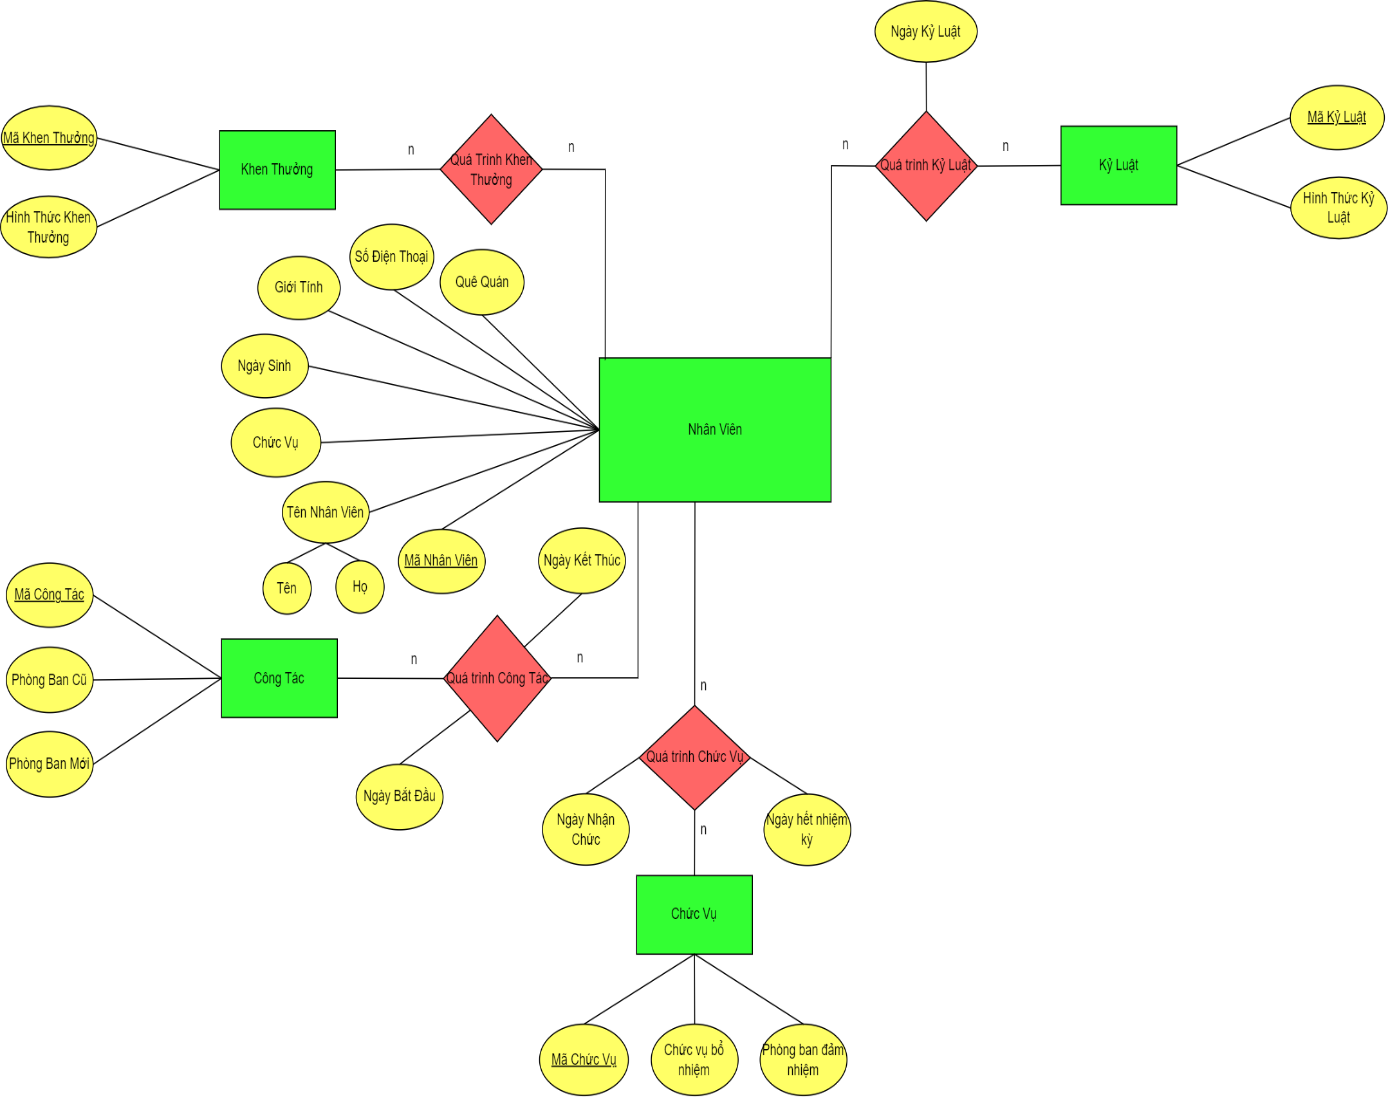 Ngày Kỷ Luật
Mã Khen Thưởng
Hình Thức Khen
Thưởng
Khen Thưởng
n
Quá Trình Khen
Thưởng
n
n
Quá trình Kỷ Luật
n
Kỷ Luật
Mã Kỷ Luật
Hình Thức Kỷ
Luật
Số Điện Thoại
Quê Quán
Giới Tính
Ngày Sinh
Chức Vụ
Tên Nhân Viên
Tên
Họ
Mã Nhân Viên
Nhân Viên
Ngày Kết Thúc
Mã Công Tác
Phòng Ban Cũ
Phòng Ban Mới
Công Tác
n
Quá trình Công Tác
n
Ngày Bắt Đầu
n
Quá trình Chức Vụ
Ngày Nhận
Chức
n
Ngày hết nhiệm
kỳ
Chức Vụ
Mã Chức Vụ
Chức vụ bổ
nhiệm
Phòng ban đảm
nhiệm